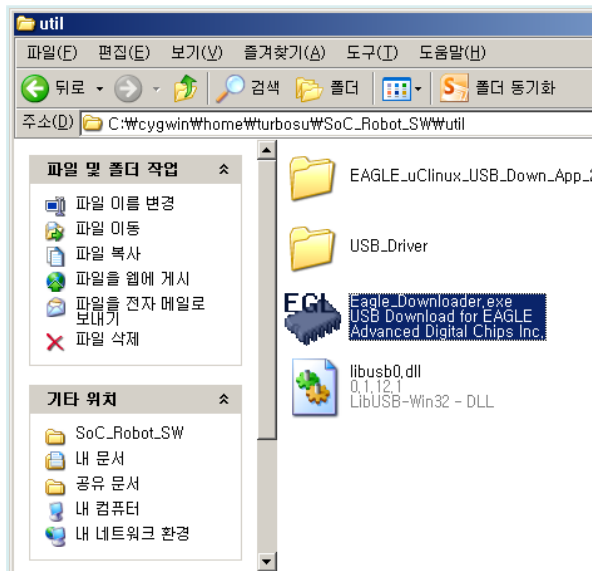 util
파일(F) 편집(E) 보기(V) 즐겨찾기(A) 도구(T) 도움말(H)
뒤로 검색 폴더 폴더 동기화
주소(D) C:₩cygwin₩home₩turbosu₩SoC_Robot_SW₩util
파일 및 폴더 작업
파일 이름 변경
파일 이동
파일 복사
파일을 웹에 게시
파일을 전자 메일로
보내기
파일 삭제
기타 위치
SoC_Robot_SW
내 문서
공유 문서
내 컴퓨터
내 네트워크 환경
EAGLE_uClinux_USB_Down_App_2
USB_Driver
EGL
Eagle_Downloader.exe
USB Download for EAGLE
Advanced Digital Chips Inc.
libusb0.dll
0.1.12.1
LibUSB-Win32 - DLL